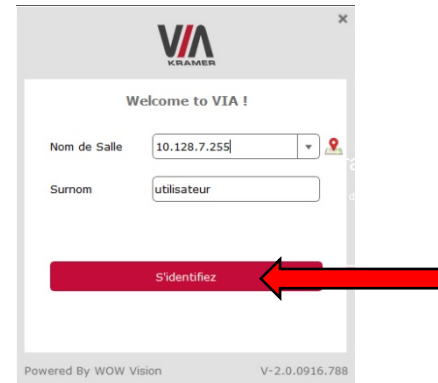 VIA
KRAMER
Welcome to VIA !
Nom de Salle 10.128.7.255
Surnom utilisateur
S'identifiez
Powered By WOW Vision V-2.0.0916.788